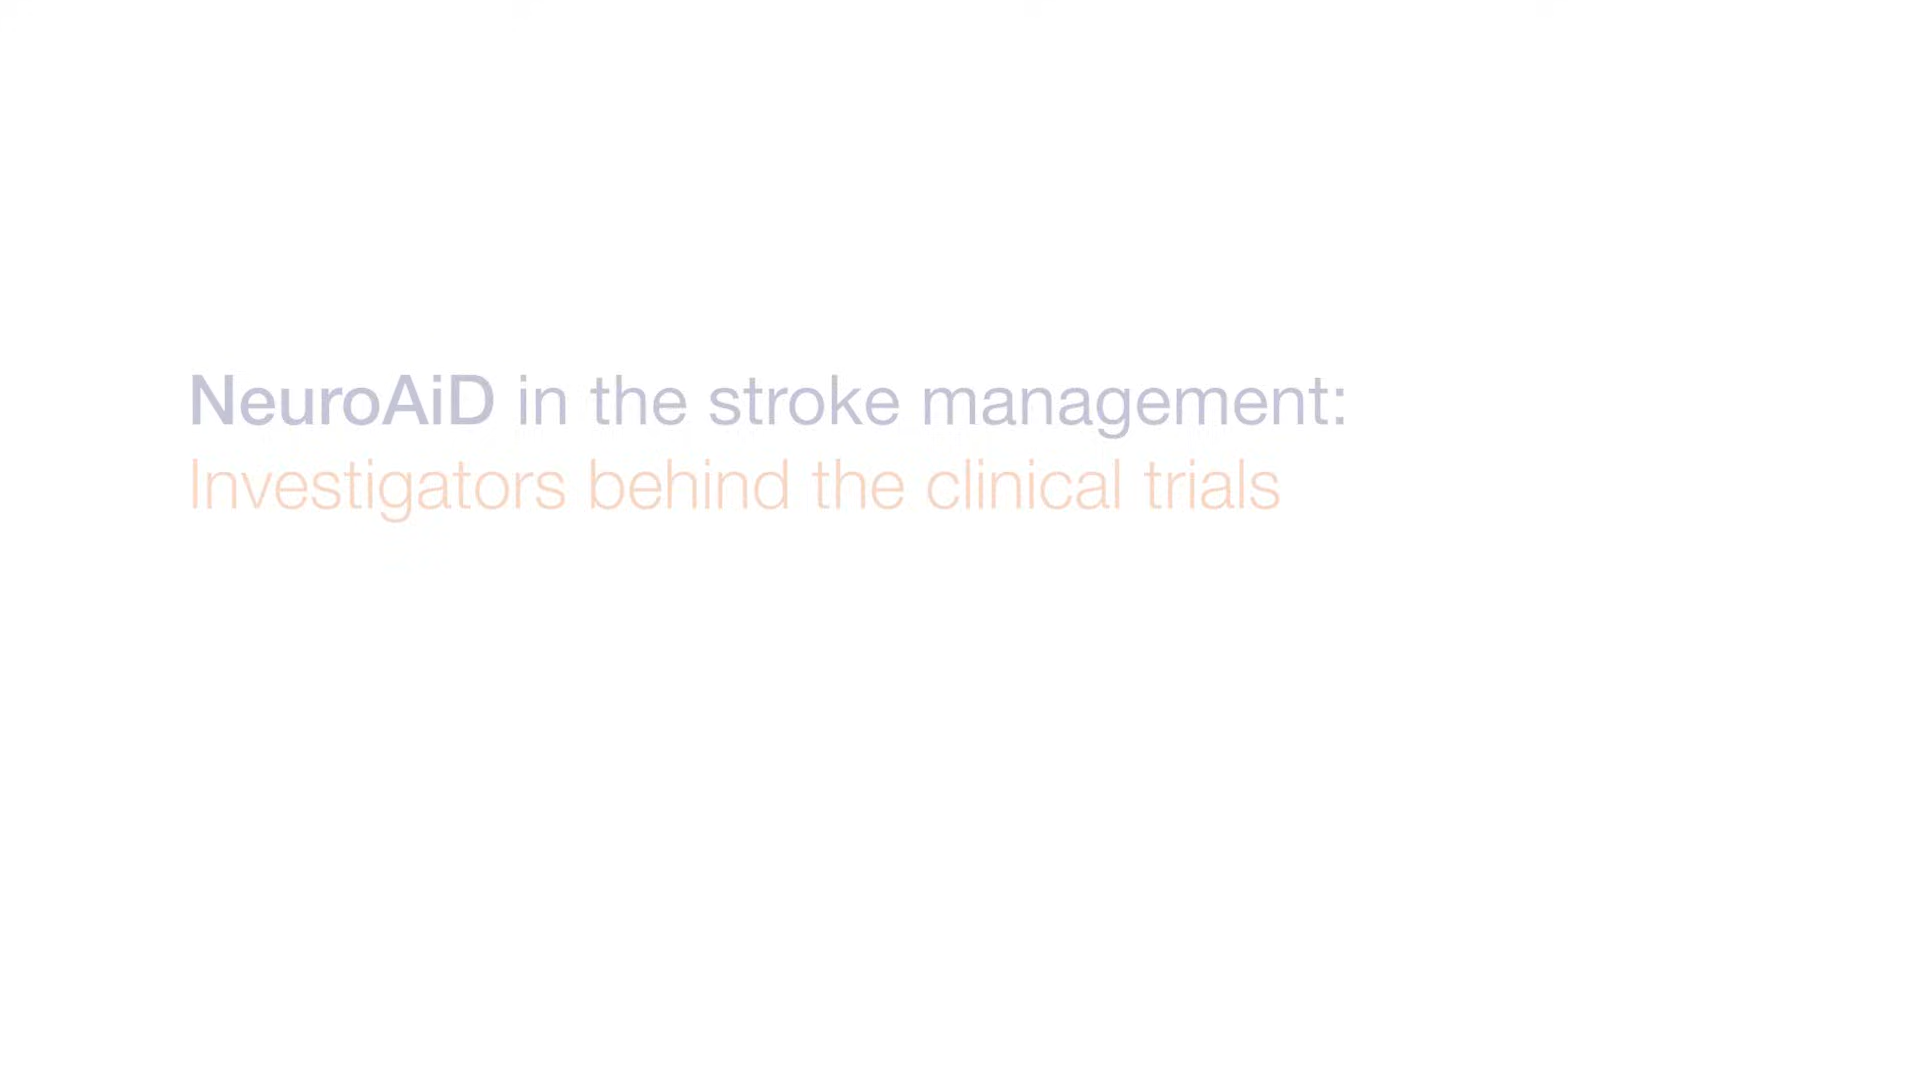 NeuroAiD in the stroke management:
Investigators behind the clinical trials